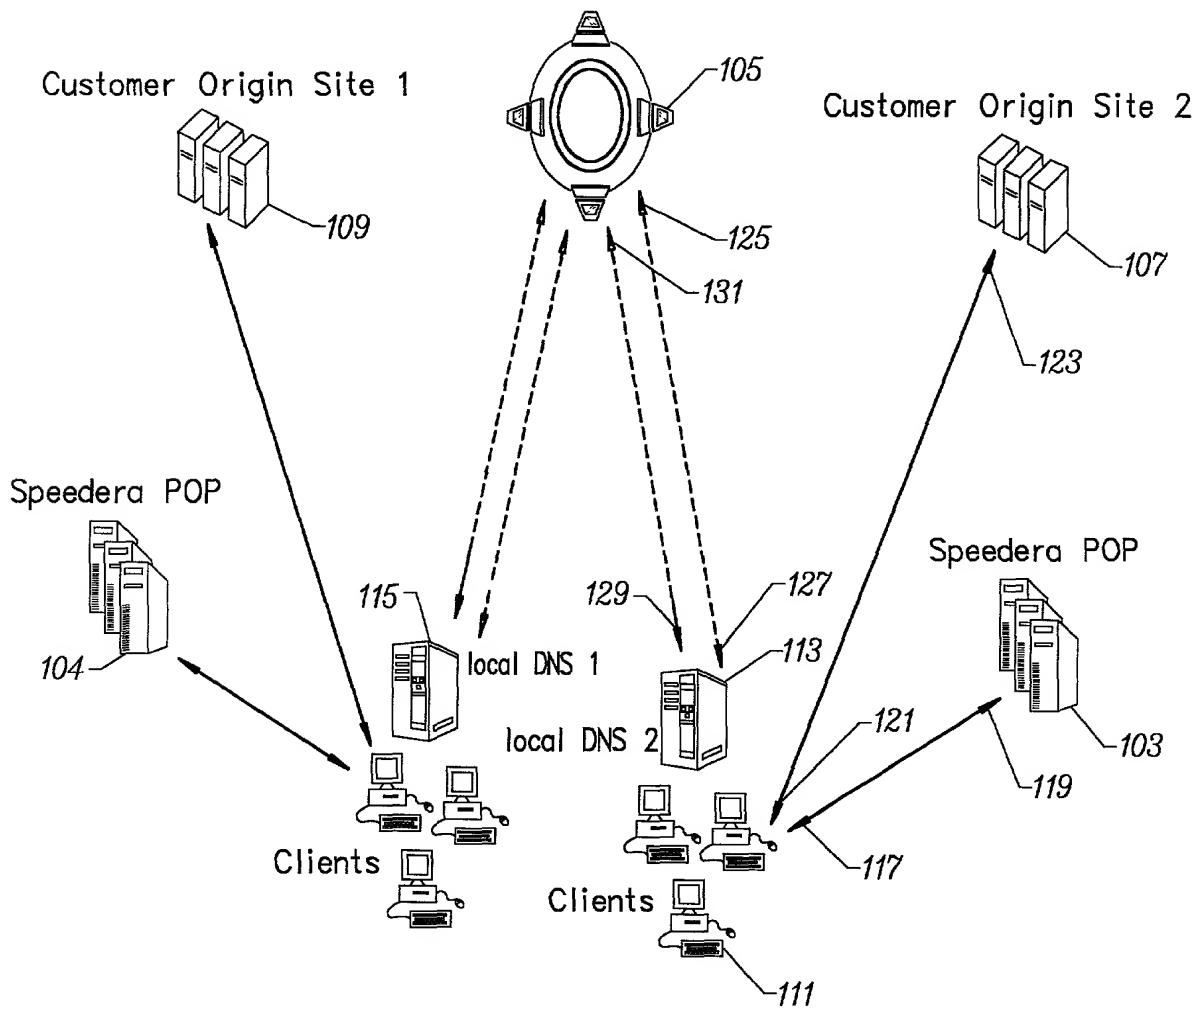 105
Customer Origin Site 1
Customer Origin Site 2
109
125
107
131
123
Speedera POP
Speedera POP
115
129
127
113
104
local DNS 1
121
103
local DNS 2
119
Clients
117
Clients
111